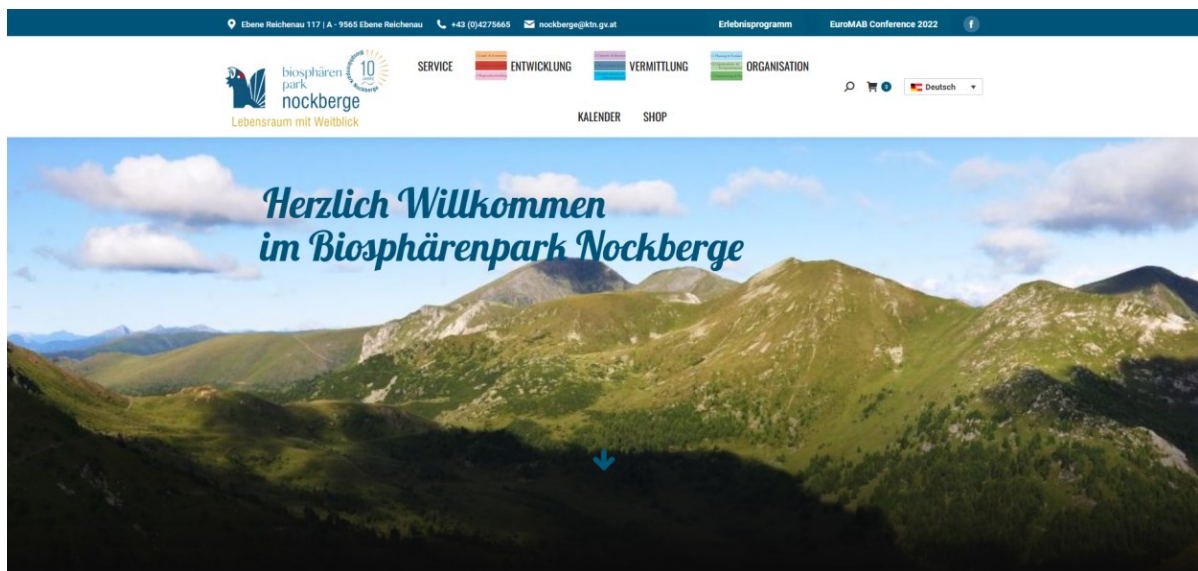 Ebene Reichenau 117 | A - 9565 Ebene Reichenau +43 (0)4275665 nockberge@ktn.gv.at Erlebnisprogramm EuroMAB Conference 2022
biosphären
park
nockberge
Lebensraum mit Weitblick
10
SERVICE ENTWICKLUNG VERMITTLUNG ORGANISATION
KALENDER SHOP
0 Deutsch
Herzlich Willkommen
im Biosphärenpark Nockberge